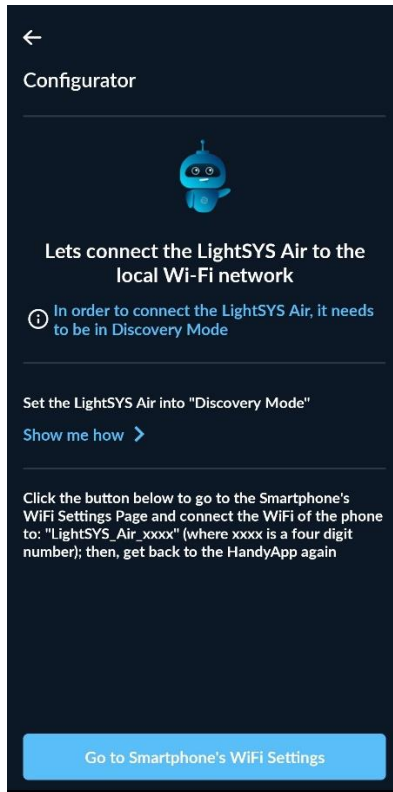 Configurator
Lets connect the LightSYS Air to the
local Wi-Fi network
In order to connect the LightSYS Air, it needs
to be in Discovery Mode
Set the LightSYS Air into "Discovery Mode"
Show me how
Click the button below to go to the Smartphone's
WiFi Settings Page and connect the WiFi of the phone
to: "LightSYS_Air_xxxx" (where xxxx is a four digit
number); then, get back to the HandyApp again
Go to Smartphone's WiFi Settings